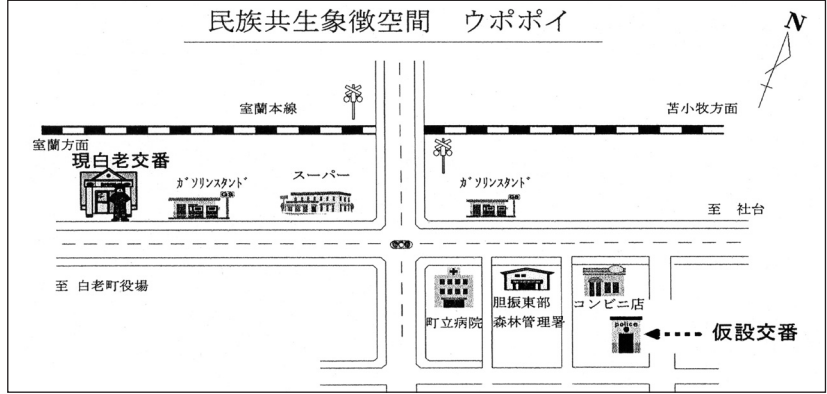 民族共生象徴空間　ウポポイ
N
室蘭本線
苫小牧方面
室蘭方面
現白老交番
ｶﾞｿﾘﾝｽﾀﾝﾄﾞ
スーパー
ｶﾞｿﾘﾝｽﾀﾝﾄﾞ
至　社台
至 白老町役場
町立病院
胆振東部
森林管理署
コンビニ店
police
仮設交番